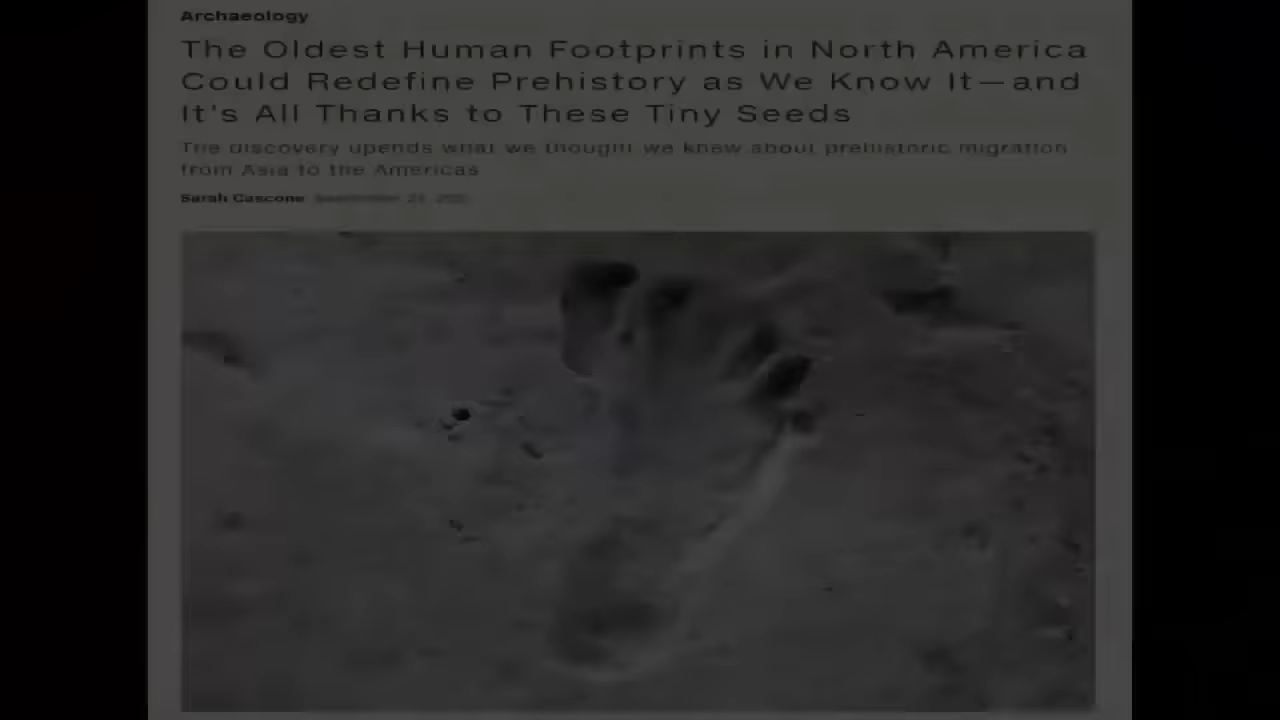 Archaeology
The Oldest Human Footprints in North America
Could Redefine Prehistory as We Know It—and
It's All Thanks to These Tiny Seeds
The discovery upends what we thought we knew about prehistoric migration
from Asia to the Americas
Sarah Cascone September